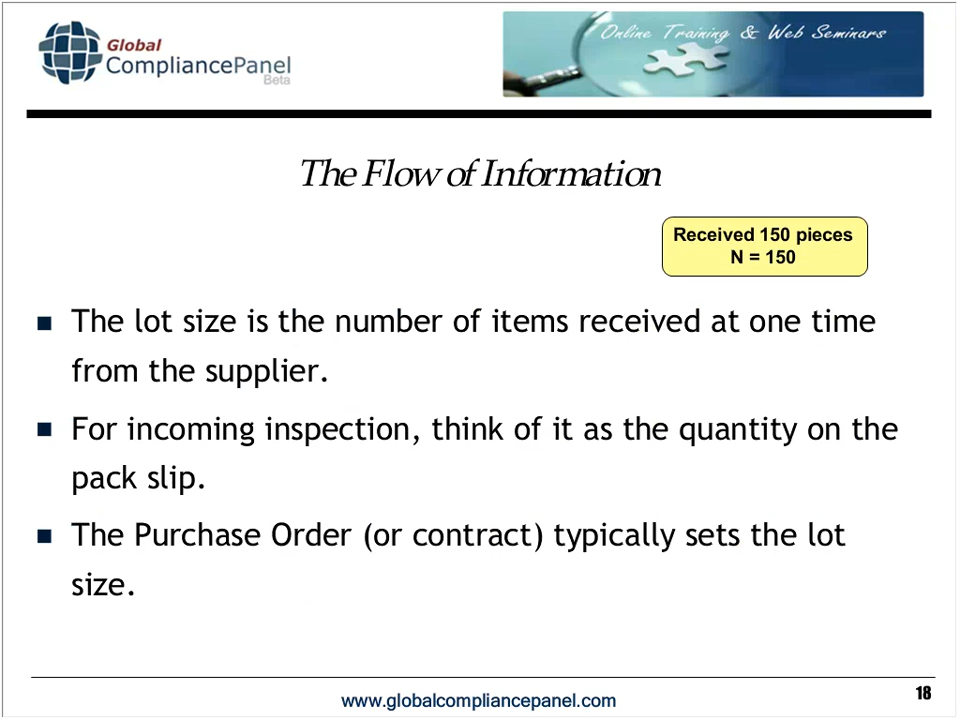 Global
CompliancePanel
Beta
Online Training & Web Seminars
The Flow of Information
Received 150 pieces
N = 150
The lot size is the number of items received at one time
from the supplier.
For incoming inspection, think of it as the quantity on the
pack slip.
The Purchase Order (or contract) typically sets the lot
size.
www.globalcompliancepanel.com
18